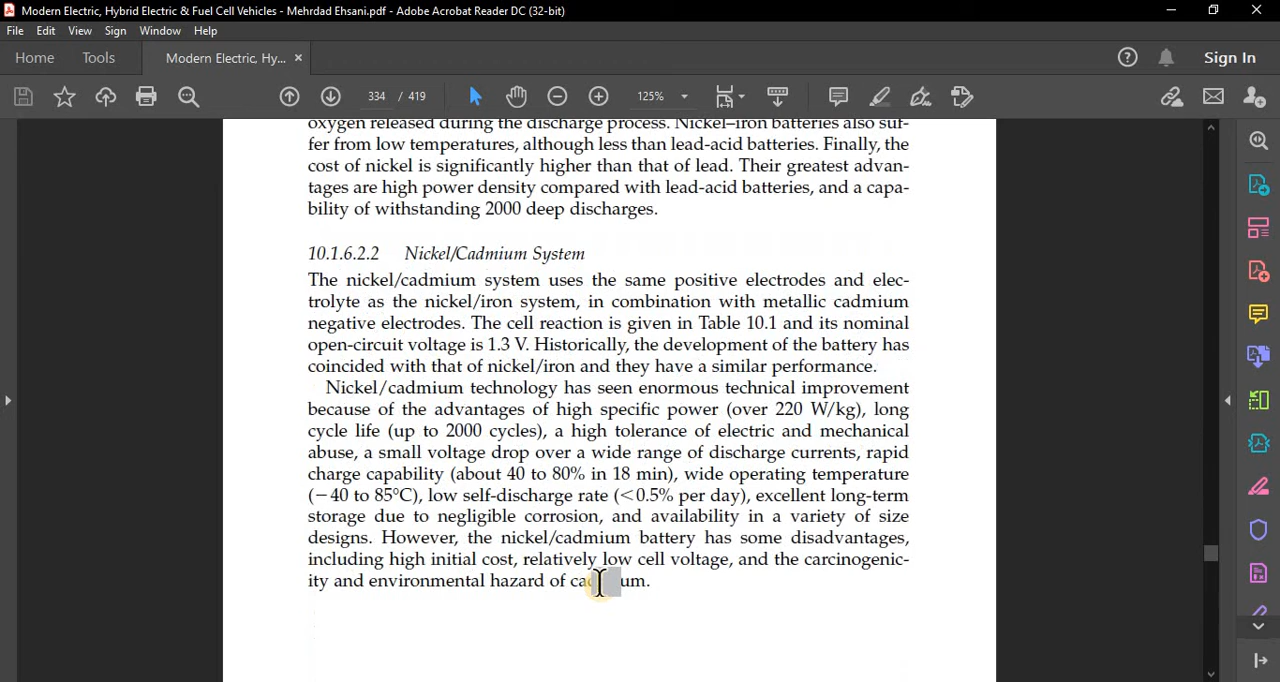 Modern Electric, Hybrid Electric & Fuel Cell Vehicles - Mehrdad Ehsani.pdf - Adobe Acrobat Reader DC (32-bit)
File Edit View Sign Window Help
Home Tools Modern Electric, Hy... × Sign In
334 / 419 125%
oxygen released during the discharge process. Nickel–iron batteries also suf-
fer from low temperatures, although less than lead-acid batteries. Finally, the
cost of nickel is significantly higher than that of lead. Their greatest advan-
tages are high power density compared with lead-acid batteries, and a capa-
bility of withstanding 2000 deep discharges.
10.1.6.2.2 Nickel/Cadmium System
The nickel/cadmium system uses the same positive electrodes and elec-
trolyte as the nickel/iron system, in combination with metallic cadmium
negative electrodes. The cell reaction is given in Table 10.1 and its nominal
open-circuit voltage is 1.3 V. Historically, the development of the battery has
coincided with that of nickel/iron and they have a similar performance.
Nickel/cadmium technology has seen enormous technical improvement
because of the advantages of high specific power (over 220 W/kg), long
cycle life (up to 2000 cycles), a high tolerance of electric and mechanical
abuse, a small voltage drop over a wide range of discharge currents, rapid
charge capability (about 40 to 80% in 18 min), wide operating temperature
(−40 to 85°C), low self-discharge rate (<0.5% per day), excellent long-term
storage due to negligible corrosion, and availability in a variety of size
designs. However, the nickel/cadmium battery has some disadvantages,
including high initial cost, relatively low cell voltage, and the carcinogenic-
ity and environmental hazard of cadmium.